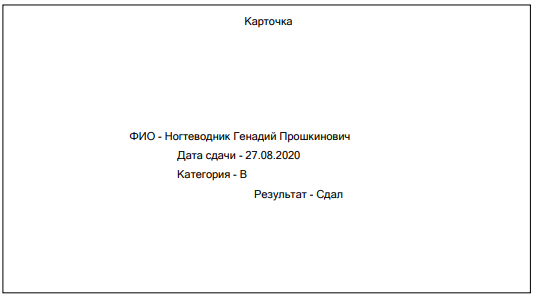 Карточка
ФИО - Ногтеводник Генадий Прошкинович
Дата сдачи - 27.08.2020
Категория - В
Результат - Сдал